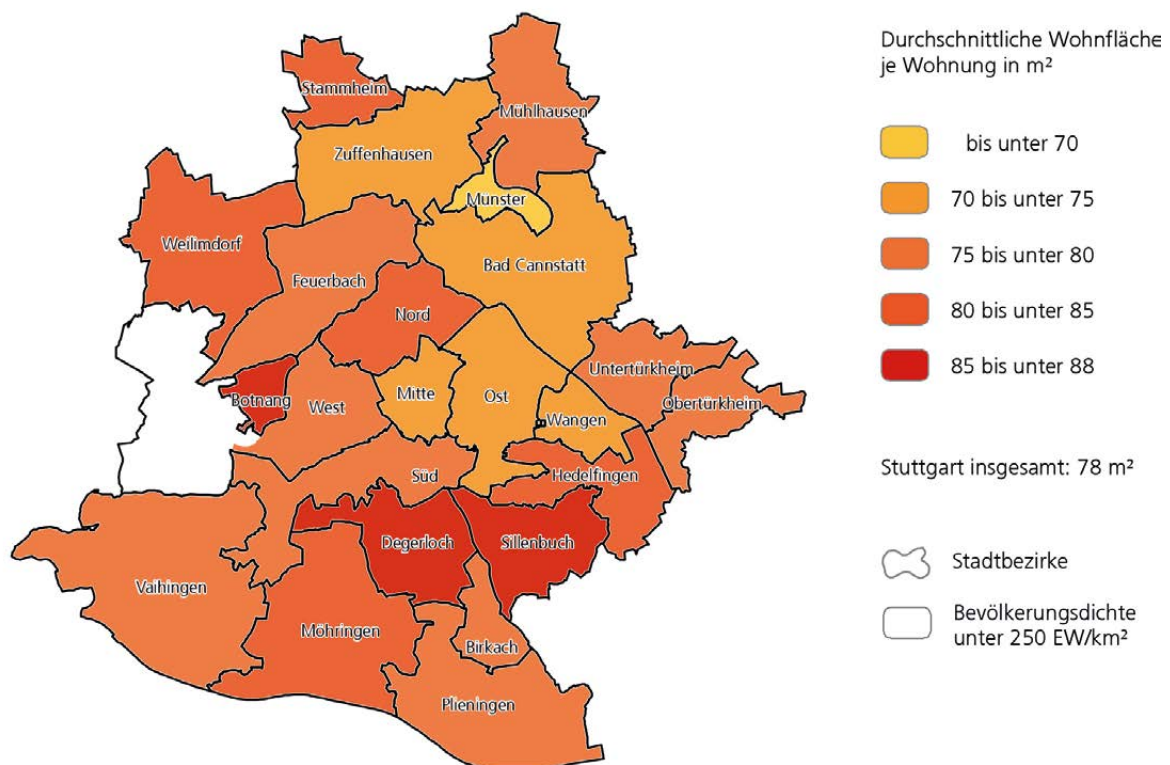 Durchschnittliche Wohnfläche
je Wohnung in m²
bis unter 70
70 bis unter 75
75 bis unter 80
80 bis unter 85
85 bis unter 88
Stuttgart insgesamt: 78 m²
Stadtbezirke
Bevölkerungsdichte
unter 250 EW/km²
Stammheim
Mühlhausen
Zuffenhausen
Münster
Weilimdorf
Bad Cannstatt
Feuerbach
Nord
Untertürkheim
Botnang
West
Mitte
Ost
Obertürkheim
Wangen
Süd
Hedelfingen
Degerloch
Sillenbuch
Vaihingen
Möhringen
Birkach
Plieningen